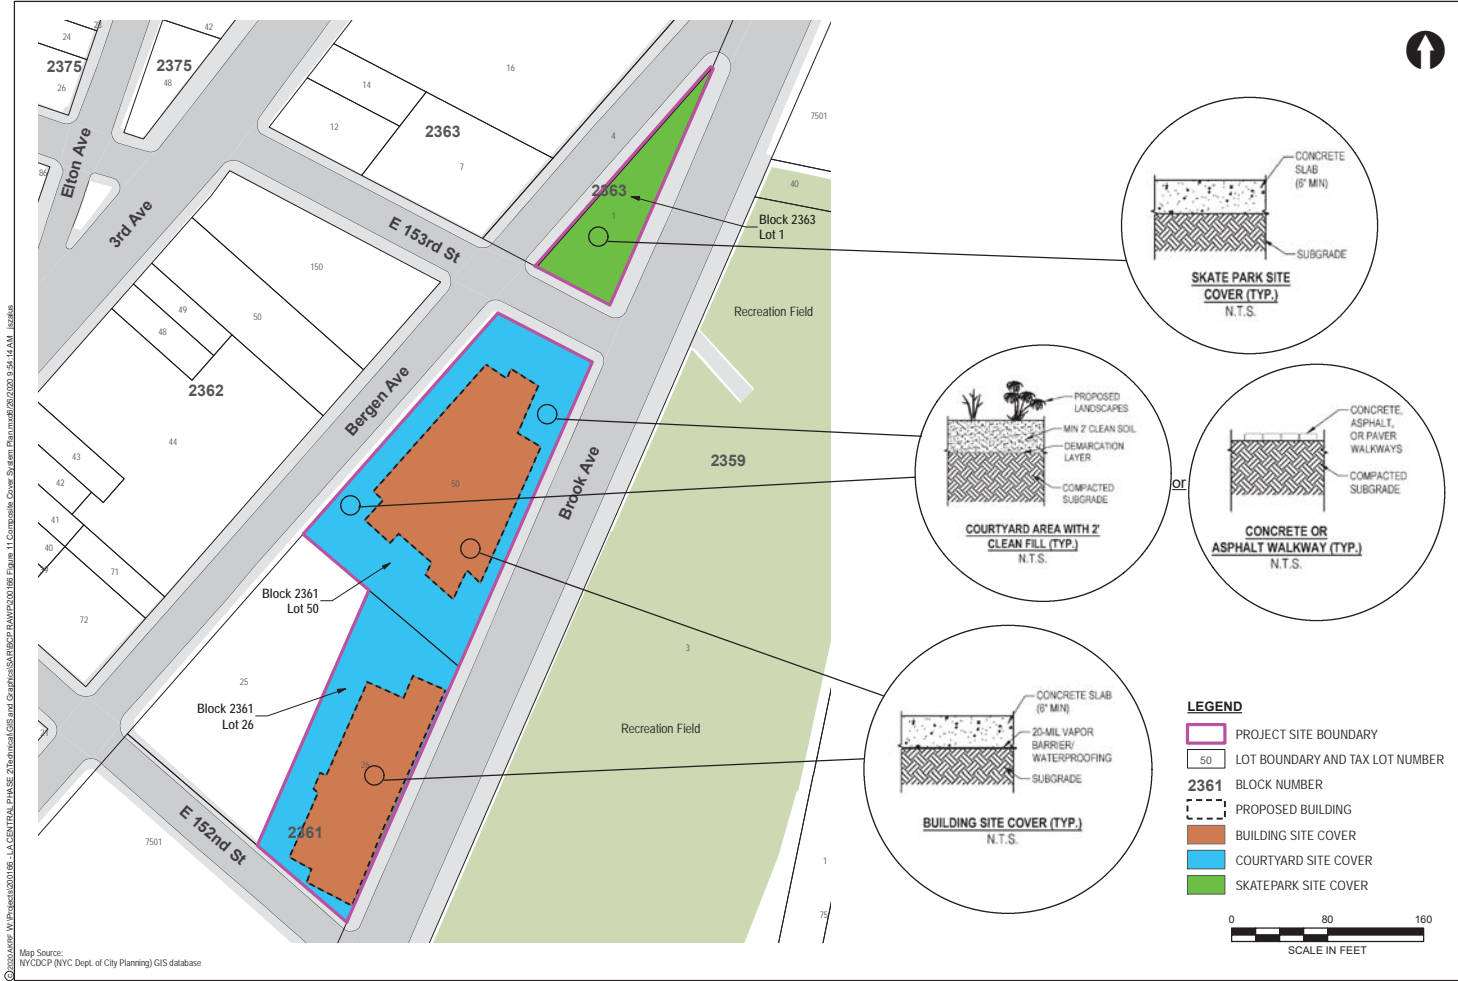 23
24
2375
26
42
2375
48
86
Elton Ave
3rd Ave
14
12
2363
16
7
4
2363
1
Block 2363
Lot 1
7501
40
E 153rd St
150
50
49
48
2362
44
43
42
41
40
71
72
Bergen Ave
Brook Ave
Recreation Field
2359
50
Block 2361
Lot 50
25
Block 2361
Lot 26
26
2361
3
Recreation Field
E 152nd St
7501
1
75
CONCRETE
SLAB
(6" MIN)
SUBGRADE
SKATE PARK SITE
COVER (TYP.)
N.T.S.
PROPOSED
LANDSCAPES
MIN 2' CLEAN SOIL
DEMARCATION
LAYER
COMPACTED
SUBGRADE
COURTYARD AREA WITH 2'
CLEAN FILL (TYP.)
N.T.S.
or
CONCRETE,
ASPHALT,
OR PAVER
WALKWAYS
COMPACTED
SUBGRADE
CONCRETE OR
ASPHALT WALKWAY (TYP.)
N.T.S.
CONCRETE SLAB
(6" MIN)
20-MIL VAPOR
BARRIER/
WATERPROOFING
SUBGRADE
BUILDING SITE COVER (TYP.)
N.T.S.
LEGEND
PROJECT SITE BOUNDARY
50 LOT BOUNDARY AND TAX LOT NUMBER
2361 BLOCK NUMBER
PROPOSED BUILDING
BUILDING SITE COVER
COURTYARD SITE COVER
SKATEPARK SITE COVER
0 80 160
SCALE IN FEET
Map Source:
NYCDCP (NYC Dept. of City Planning) GIS database